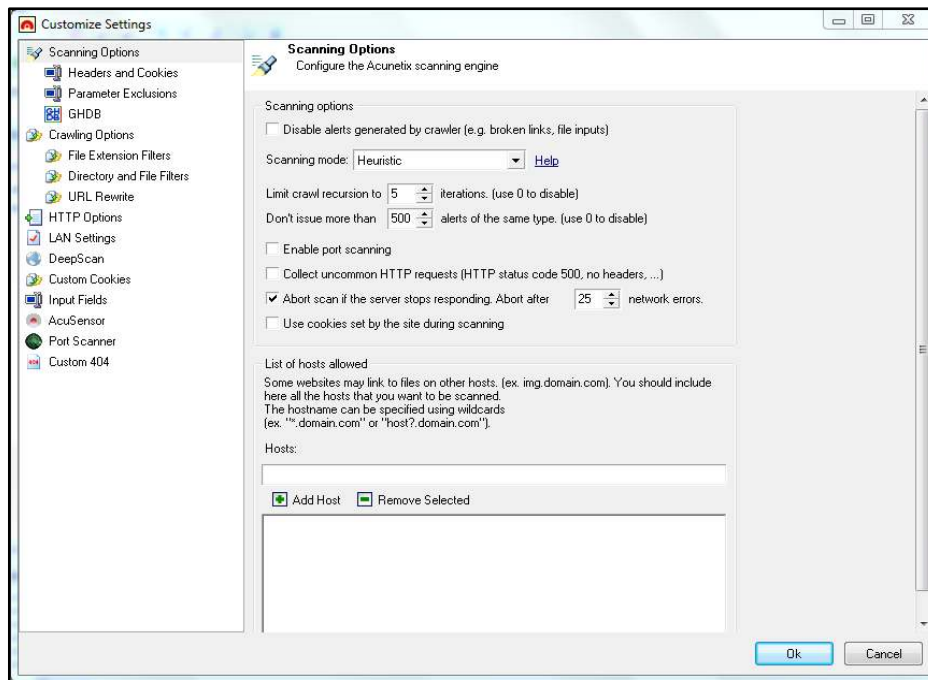 Customize Settings
Scanning Options
Headers and Cookies
Parameter Exclusions
GHDB
Crawling Options
File Extension Filters
Directory and File Filters
URL Rewrite
HTTP Options
LAN Settings
DeepScan
Custom Cookies
Input Fields
AcuSensor
Port Scanner
Custom 404
Scanning Options
Configure the Acunetix scanning engine
Scanning options
Disable alerts generated by crawler (e.g. broken links, file inputs)
Scanning mode: Heuristic Help
Limit crawl recursion to 5 iterations. (use 0 to disable)
Don't issue more than 500 alerts of the same type. (use 0 to disable)
Enable port scanning
Collect uncommon HTTP requests (HTTP status code 500, no headers, ...)
Abort scan if the server stops responding. Abort after 25 network errors.
Use cookies set by the site during scanning
List of hosts allowed
Some websites may link to files on other hosts. (ex. img.domain.com). You should include
here all the hosts that you want to be scanned.
The hostname can be specified using wildcards
(ex. "*.domain.com" or "host?.domain.com").
Hosts:
Add Host Remove Selected
Ok Cancel